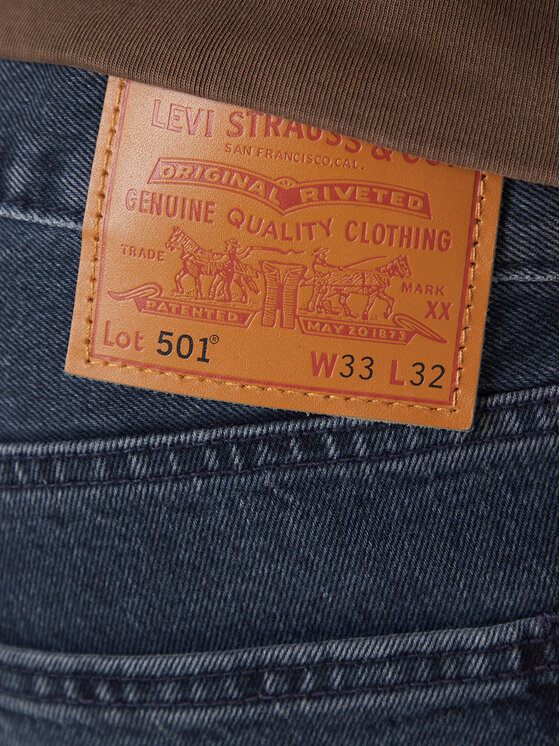 LEVI STRAUSS & CO.
SAN FRANCISCO, CAL.
ORIGINAL RIVETED
GENUINE QUALITY CLOTHING
TRADE MARK
XX
PATENTED MAY 20 1873
Lot 501® W33 L32